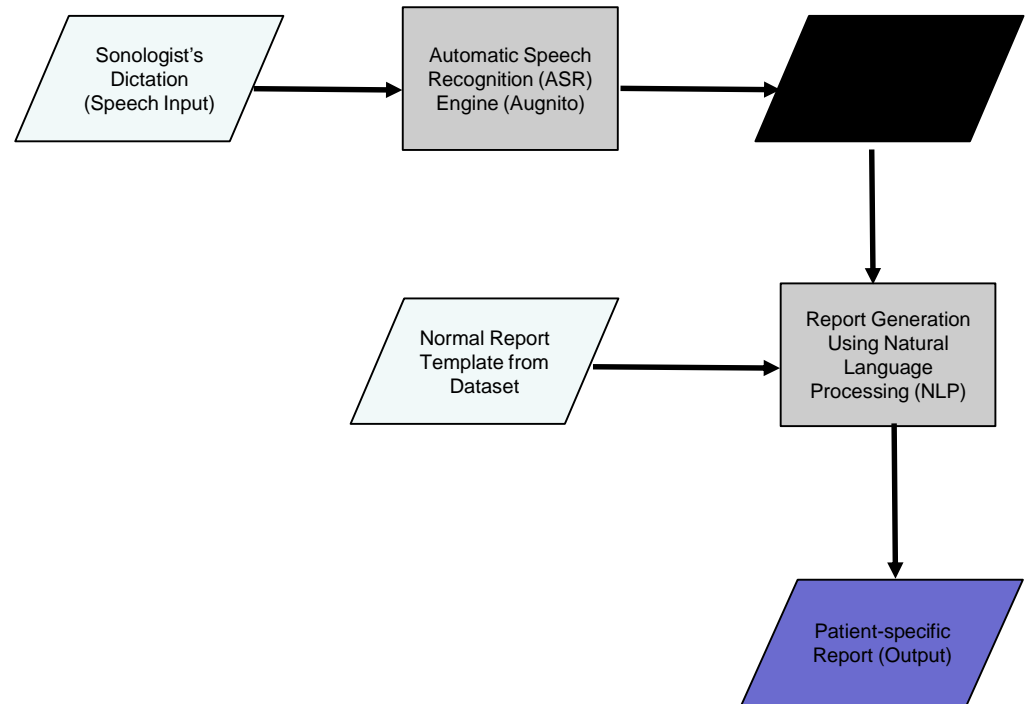 Sonologist's
Dictation
(Speech Input)
Automatic Speech
Recognition (ASR)
Engine (Augnito)
Normal Report
Template from
Dataset
Report Generation
Using Natural
Language
Processing (NLP)
Patient-specific
Report (Output)